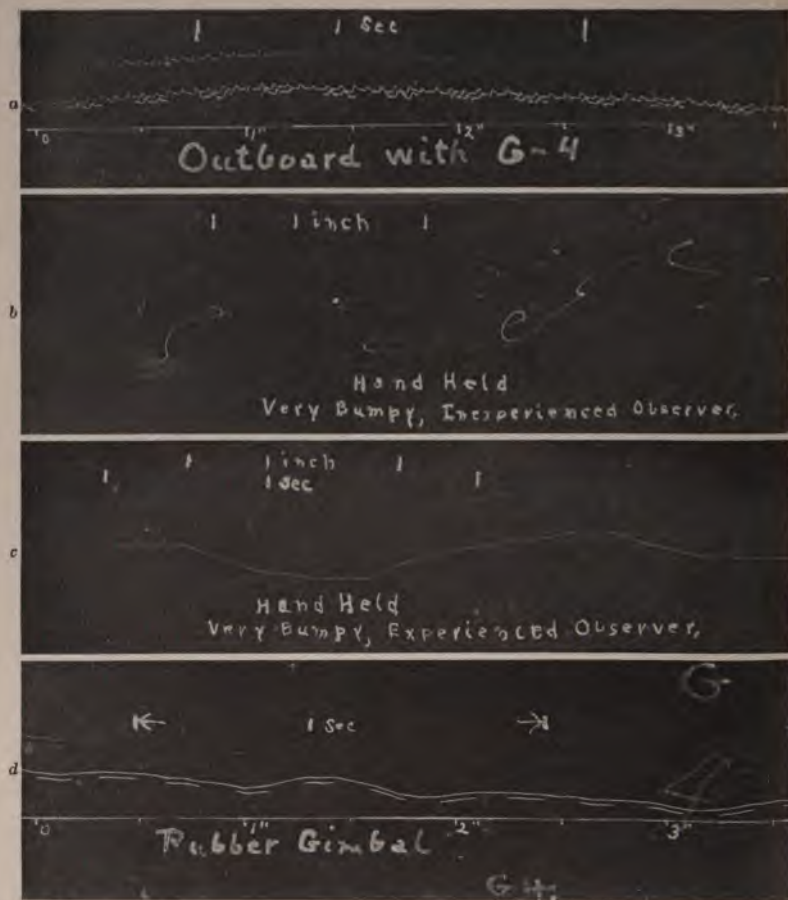 1 Sec
a
0 1" 2" 3"
Outboard with G-4
1 inch
b
Hand Held
Very Bumpy, Inexperienced Observer,
1 inch
1 sec
c
Hand Held
Very Bumpy, Experienced Observer,
G-
1 Sec
d
4
0 1" 2" 3"
Rubber Gimbal